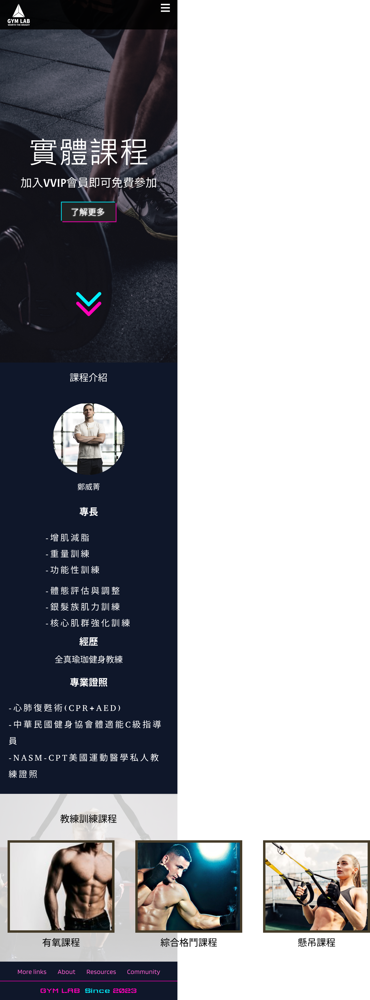 GYM LAB
WORTH THE WEIGHT
實體課程
加入VVIP會員即可免費參加
了解更多
課程介紹
鄭威菁
專長
-增肌減脂
-重量訓練
-功能性訓練
-體態評估與調整
-銀髮族肌力訓練
-核心肌群強化訓練
經歷
全真瑜珈健身教練
專業證照
-心肺復甦術(CPR+AED)
-中華民國健身協會體適能C級指導
員
-NASM-CPT美國運動醫學私人教
練證照
教練訓練課程
有氧課程 綜合格鬥課程 懸吊課程
More links About Resources Community
GYM LAB Since 2023